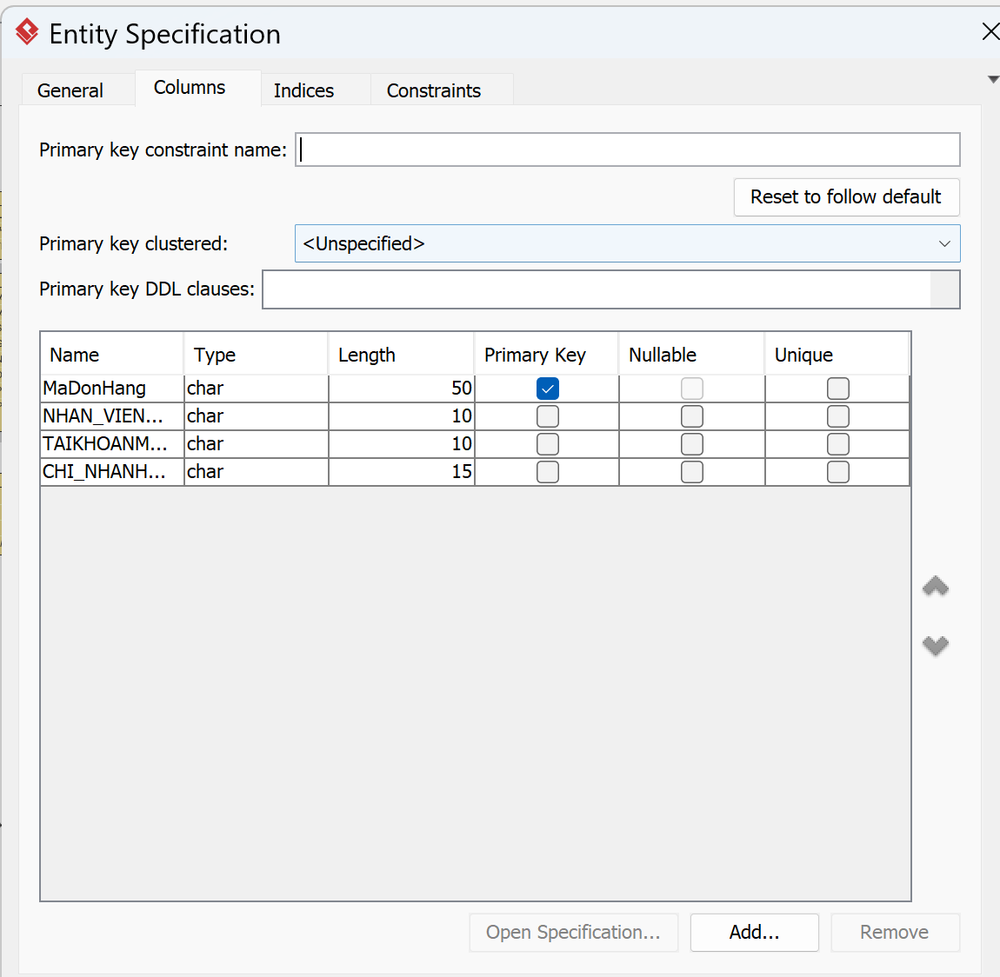 Entity Specification
General Columns Indices Constraints
Primary key constraint name:
Reset to follow default
Primary key clustered: <Unspecified>
Primary key DDL clauses:
Name Type Length Primary Key Nullable Unique
MaDonHang char 50
NHAN_VIEN... char 10
TAIKHOANM... char 10
CHI_NHANH... char 15
Open Specification... Add... Remove